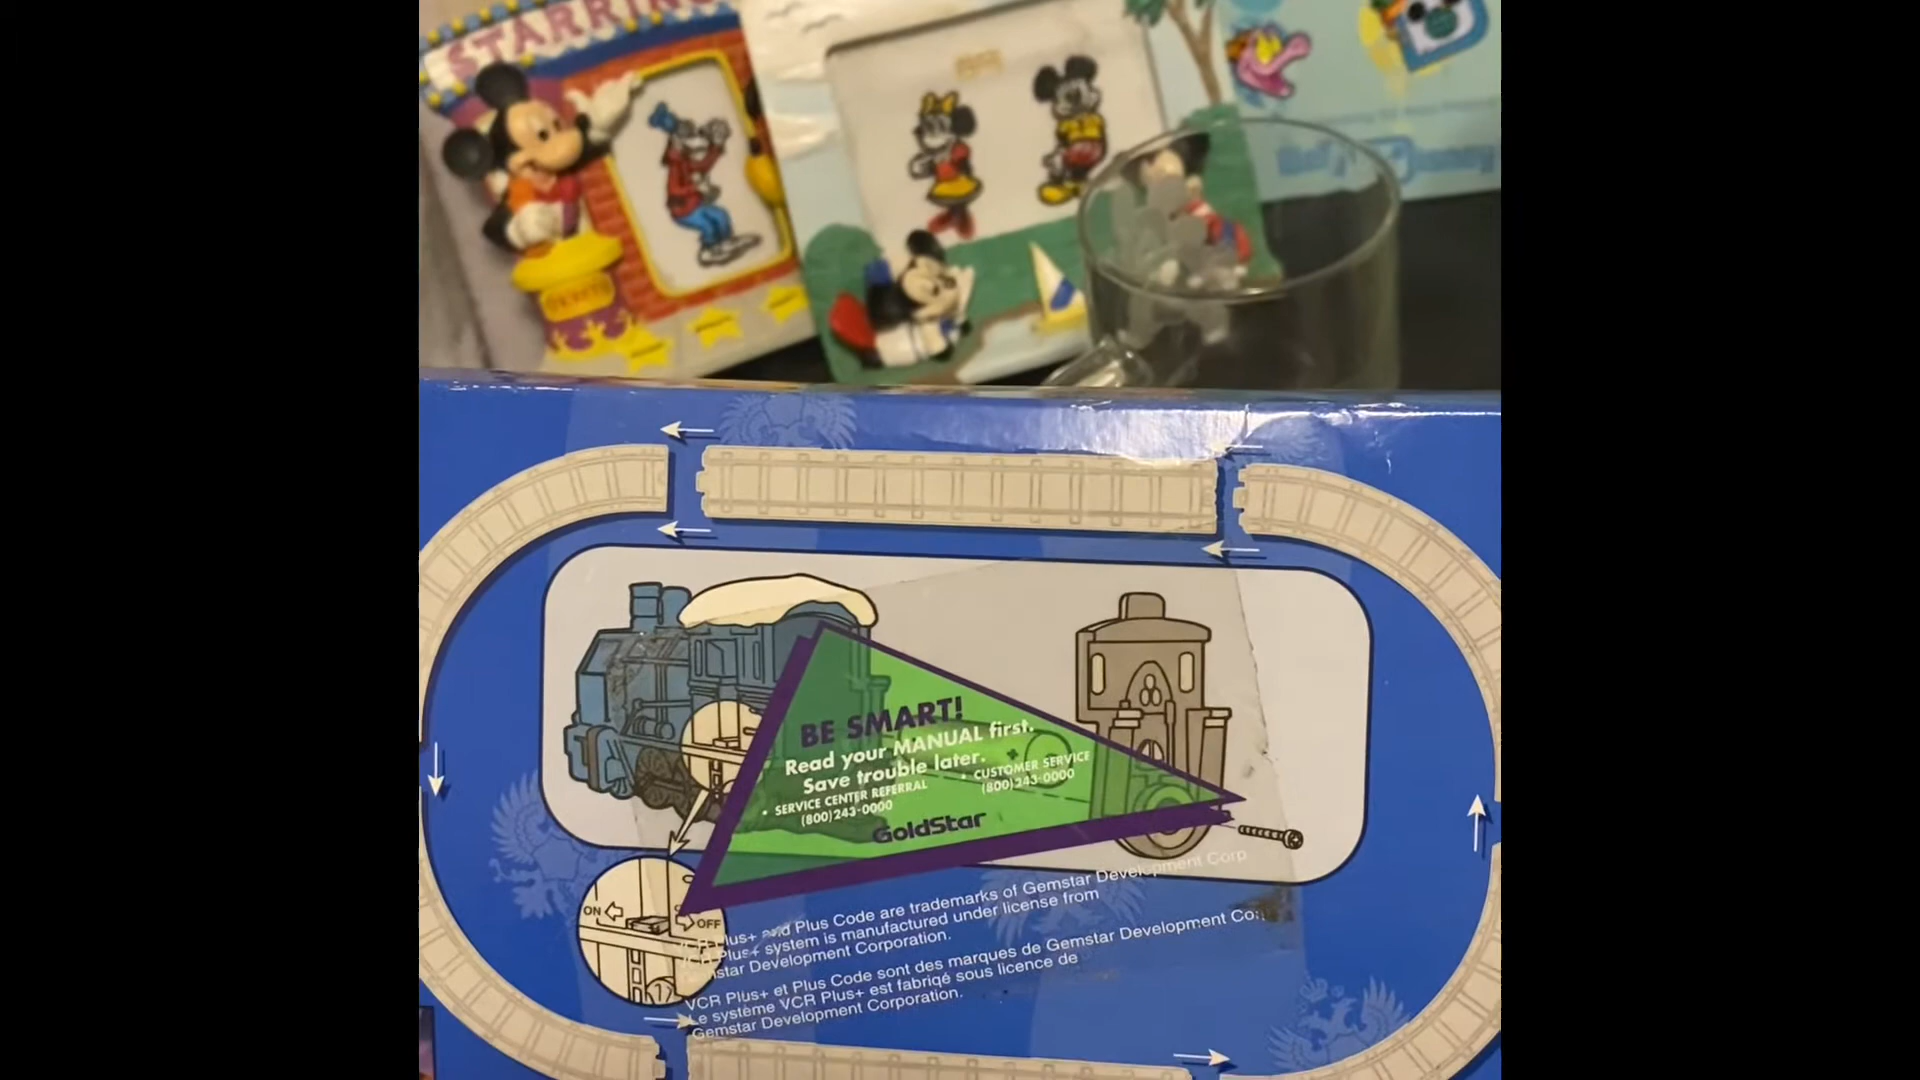 STARRING
BE SMART!
Read your MANUAL first.
Save trouble later.
• SERVICE CENTER REFERRAL
(800)243-0000
• CUSTOMER SERVICE
(800)243-0000
GoldStar
ON
OFF
Plus+ and Plus Code are trademarks of Gemstar Development Corp
Plus+ system is manufactured under license from
Gemstar Development Corporation.
VCR Plus+ et Plus Code sont des marques de Gemstar Development Co
Le système VCR Plus+ est fabriqé sous licence de
Gemstar Development Corporation.